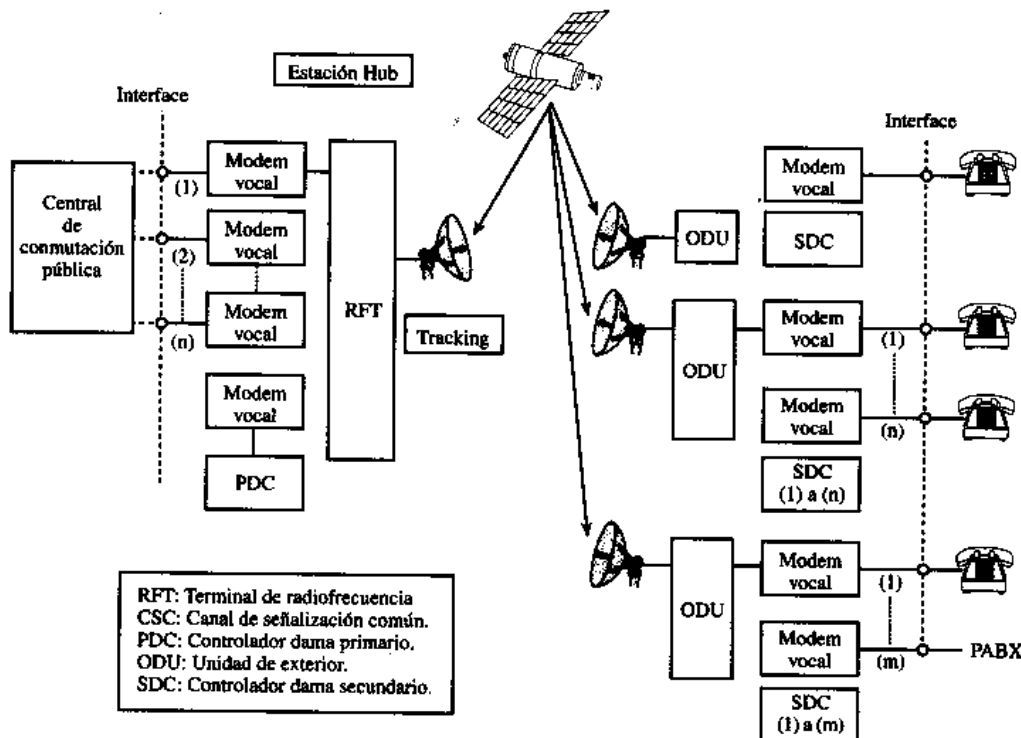 Estación Hub
Interface
Central
de
conmutación
pública
(1)
(2)
(n)
Modem
vocal
Modem
vocal
Modem
vocal
Modem
vocal
PDC
RFT
Tracking
Interface
ODU
Modem
vocal
SDC
ODU
Modem
vocal
(1)
Modem
vocal
(n)
SDC
(1) a (n)
ODU
Modem
vocal
(1)
Modem
vocal
(m)
PABX
SDC
(1) a (m)
RFT: Terminal de radiofrecuencia
CSC: Canal de señalización común.
PDC: Controlador dama primario.
ODU: Unidad de exterior.
SDC: Controlador dama secundario.